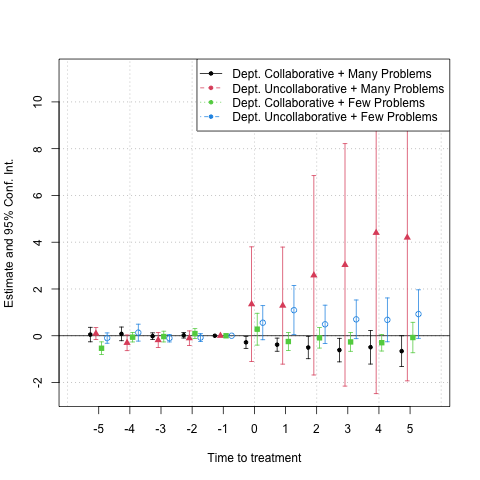 Dept. Collaborative + Many Problems
Dept. Uncollaborative + Many Problems
Dept. Collaborative + Few Problems
Dept. Uncollaborative + Few Problems
Estimate and 95% Conf. Int.
10
8
6
4
2
0
-2
-5 -4 -3 -2 -1 0 1 2 3 4 5
Time to treatment